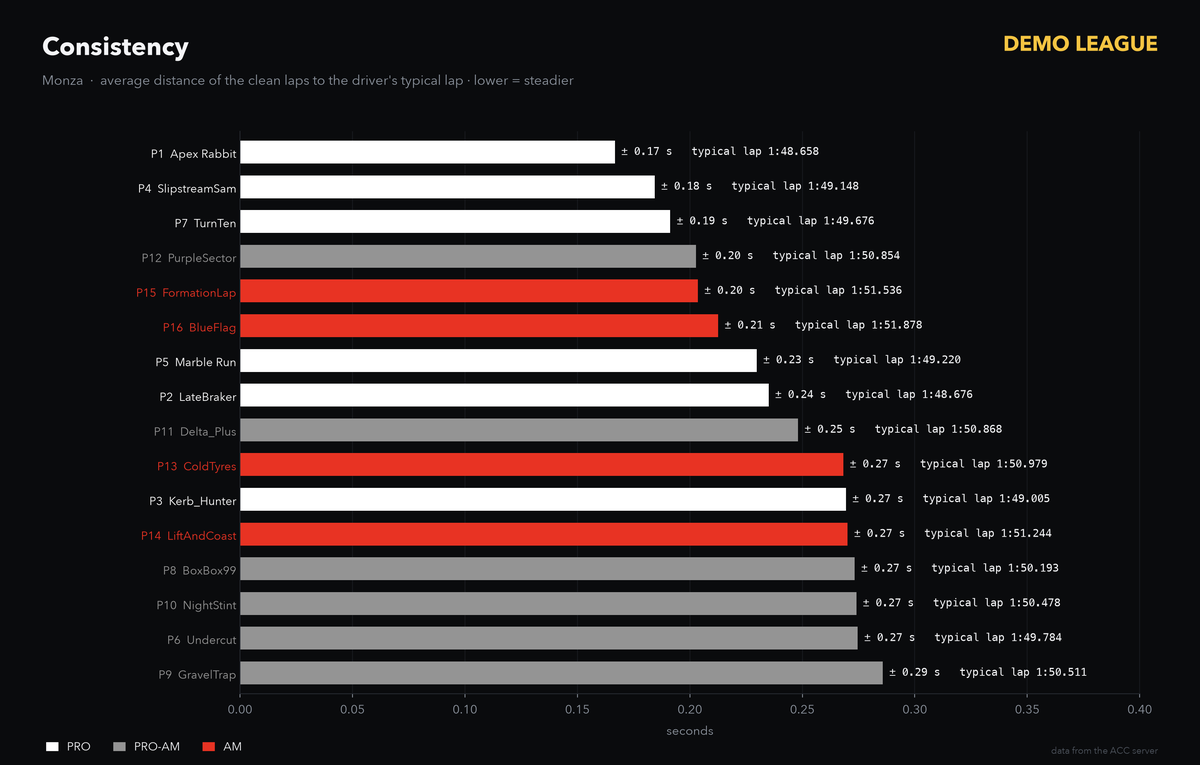 Consistency
DEMO LEAGUE
Monza · average distance of the clean laps to the driver's typical lap · lower = steadier
P1 Apex Rabbit ± 0.17 s typical lap 1:48.658
P4 SlipstreamSam ± 0.18 s typical lap 1:49.148
P7 TurnTen ± 0.19 s typical lap 1:49.676
P12 PurpleSector ± 0.20 s typical lap 1:50.854
P15 FormationLap ± 0.20 s typical lap 1:51.536
P16 BlueFlag ± 0.21 s typical lap 1:51.878
P5 Marble Run ± 0.23 s typical lap 1:49.220
P2 LateBraker ± 0.24 s typical lap 1:48.676
P11 Delta_Plus ± 0.25 s typical lap 1:50.868
P13 ColdTyres ± 0.27 s typical lap 1:50.979
P3 Kerb_Hunter ± 0.27 s typical lap 1:49.005
P14 LiftAndCoast ± 0.27 s typical lap 1:51.244
P8 BoxBox99 ± 0.27 s typical lap 1:50.193
P10 NightStint ± 0.27 s typical lap 1:50.478
P6 Undercut ± 0.27 s typical lap 1:49.784
P9 GravelTrap ± 0.29 s typical lap 1:50.511
0.00 0.05 0.10 0.15 0.20 0.25 0.30 0.35 0.40
seconds
PRO PRO-AM AM
data from the ACC server